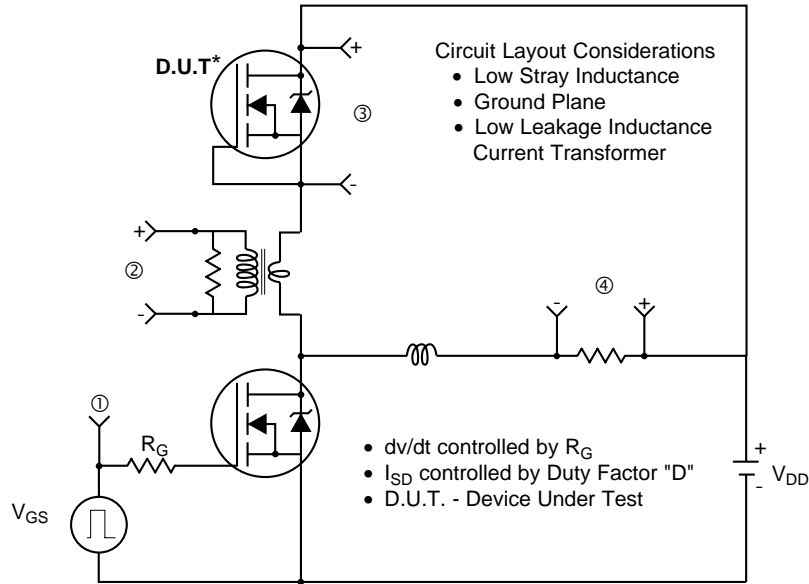 D.U.T*
+
Circuit Layout Considerations
• Low Stray Inductance
• Ground Plane
③
• Low Leakage Inductance
Current Transformer
-
+
②
-
④
- +
①
RG
VGS
• dv/dt controlled by RG
• ISD controlled by Duty Factor "D"
• D.U.T. - Device Under Test
+
VDD
-